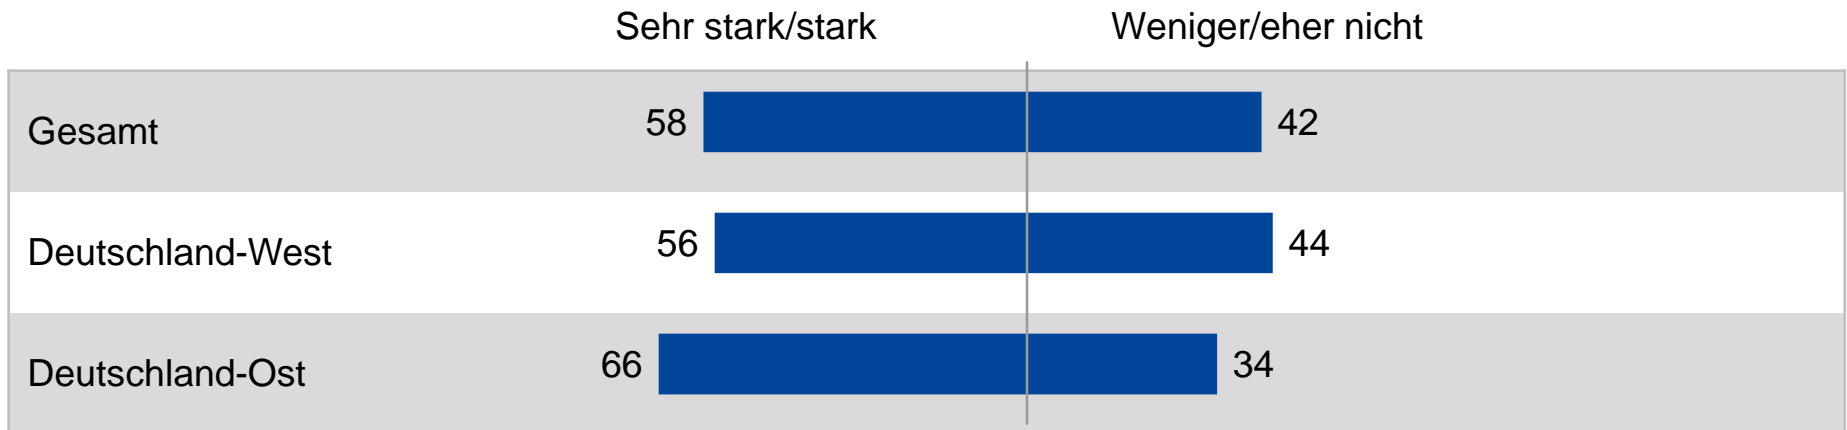 Sehr stark/stark Weniger/eher nicht
Gesamt 58 42
Deutschland-West 56 44
Deutschland-Ost 66 34